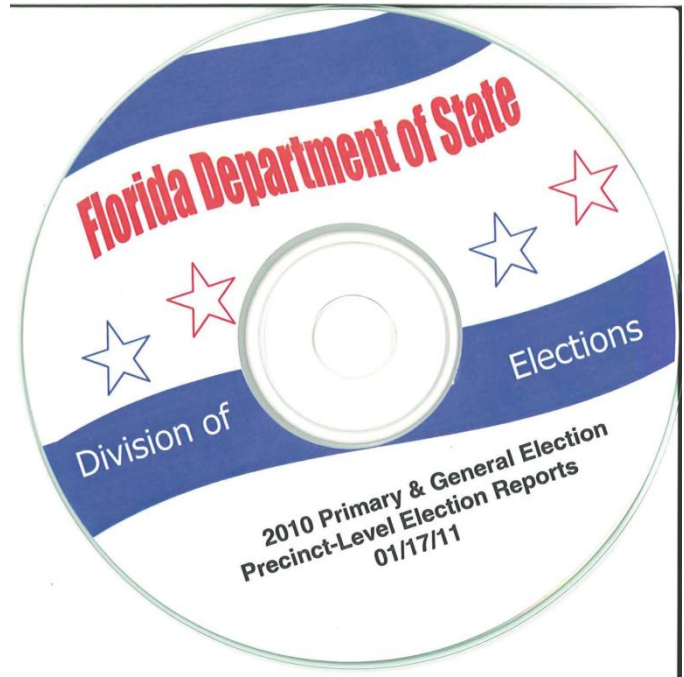 Florida Department of State
Division of Elections
2010 Primary & General Election
Precinct-Level Election Reports
01/17/11